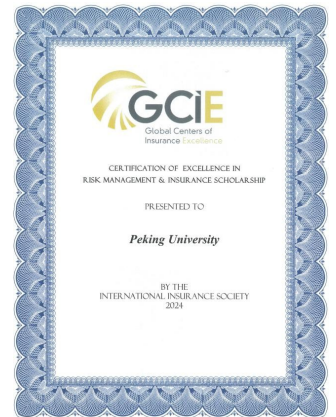 GCIE
Global Centers of
Insurance Excellence
CERTIFICATION OF EXCELLENCE IN
RISK MANAGEMENT & INSURANCE SCHOLARSHIP
PRESENTED TO
Peking University
BY THE
INTERNATIONAL INSURANCE SOCIETY
2024